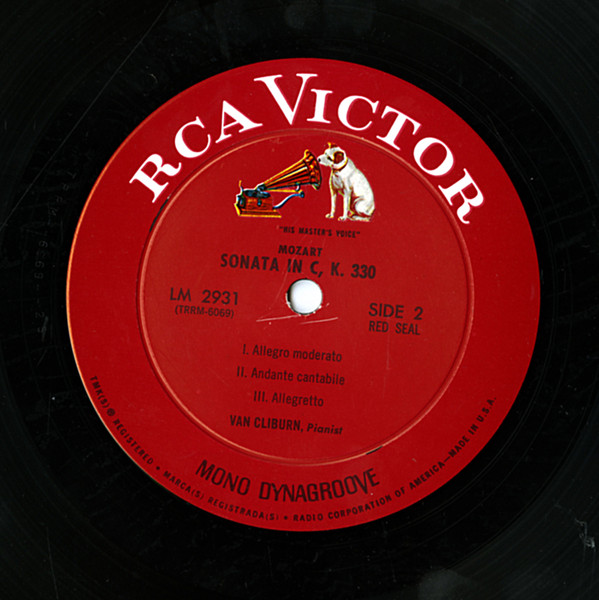 RCA VICTOR
"HIS MASTER'S VOICE"
MOZART
SONATA IN C, K. 330
LM 2931
(TRRM-6069)
SIDE 2
RED SEAL
I. Allegro moderato
II. Andante cantabile
III. Allegretto
VAN CLIBURN, Pianist
MONO DYNAGROOVE
TMK(S) ® REGISTERED • MARCA(S) REGISTRADA(S) • RADIO CORPORATION OF AMERICA—MADE IN U.S.A.